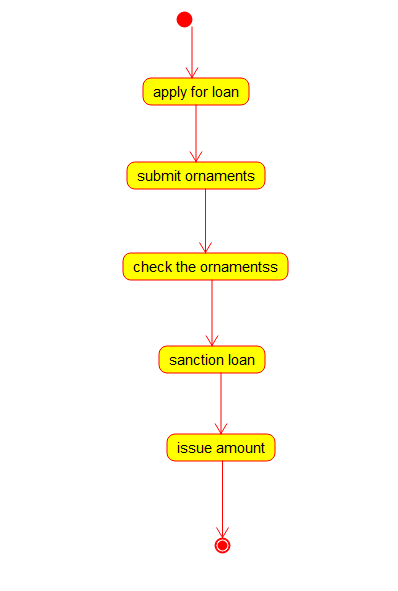 apply for loan
submit ornaments
check the ornamentss
sanction loan
issue amount